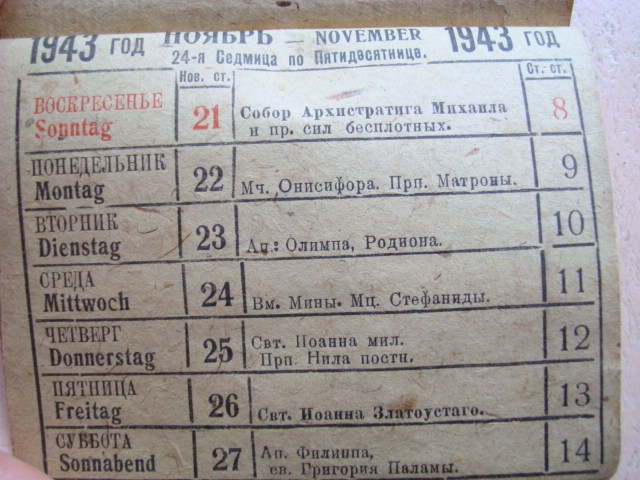 1943 год НОЯБРЬ — NOVEMBER 1943 год
24-я Седмица по Пятидесятнице.
Нов. ст. Ст. ст.
ВОСКРЕСЕНЬЕ
Sonntag
21
Собор Архистратига Михаила
и пр. сил бесплотных.
8
ПОНЕДЕЛЬНИК
Montag
22
Мч. Онисифора. Прп. Матроны.
9
ВТОРНИК
Dienstag
23
Ап: Олимпа, Родиона.
10
СРЕДА
Mittwoch
24
Вм. Мины. Мц. Стефаниды.
11
ЧЕТВЕРГ
Donnerstag
25
Свт. Иоанна мил.
Прп. Нила постн.
12
ПЯТНИЦА
Freitag
26
Свт. Иоанна Златоустаго.
13
СУББОТА
Sonnabend
27
Ап. Филиппа,
св. Григория Паламы.
14